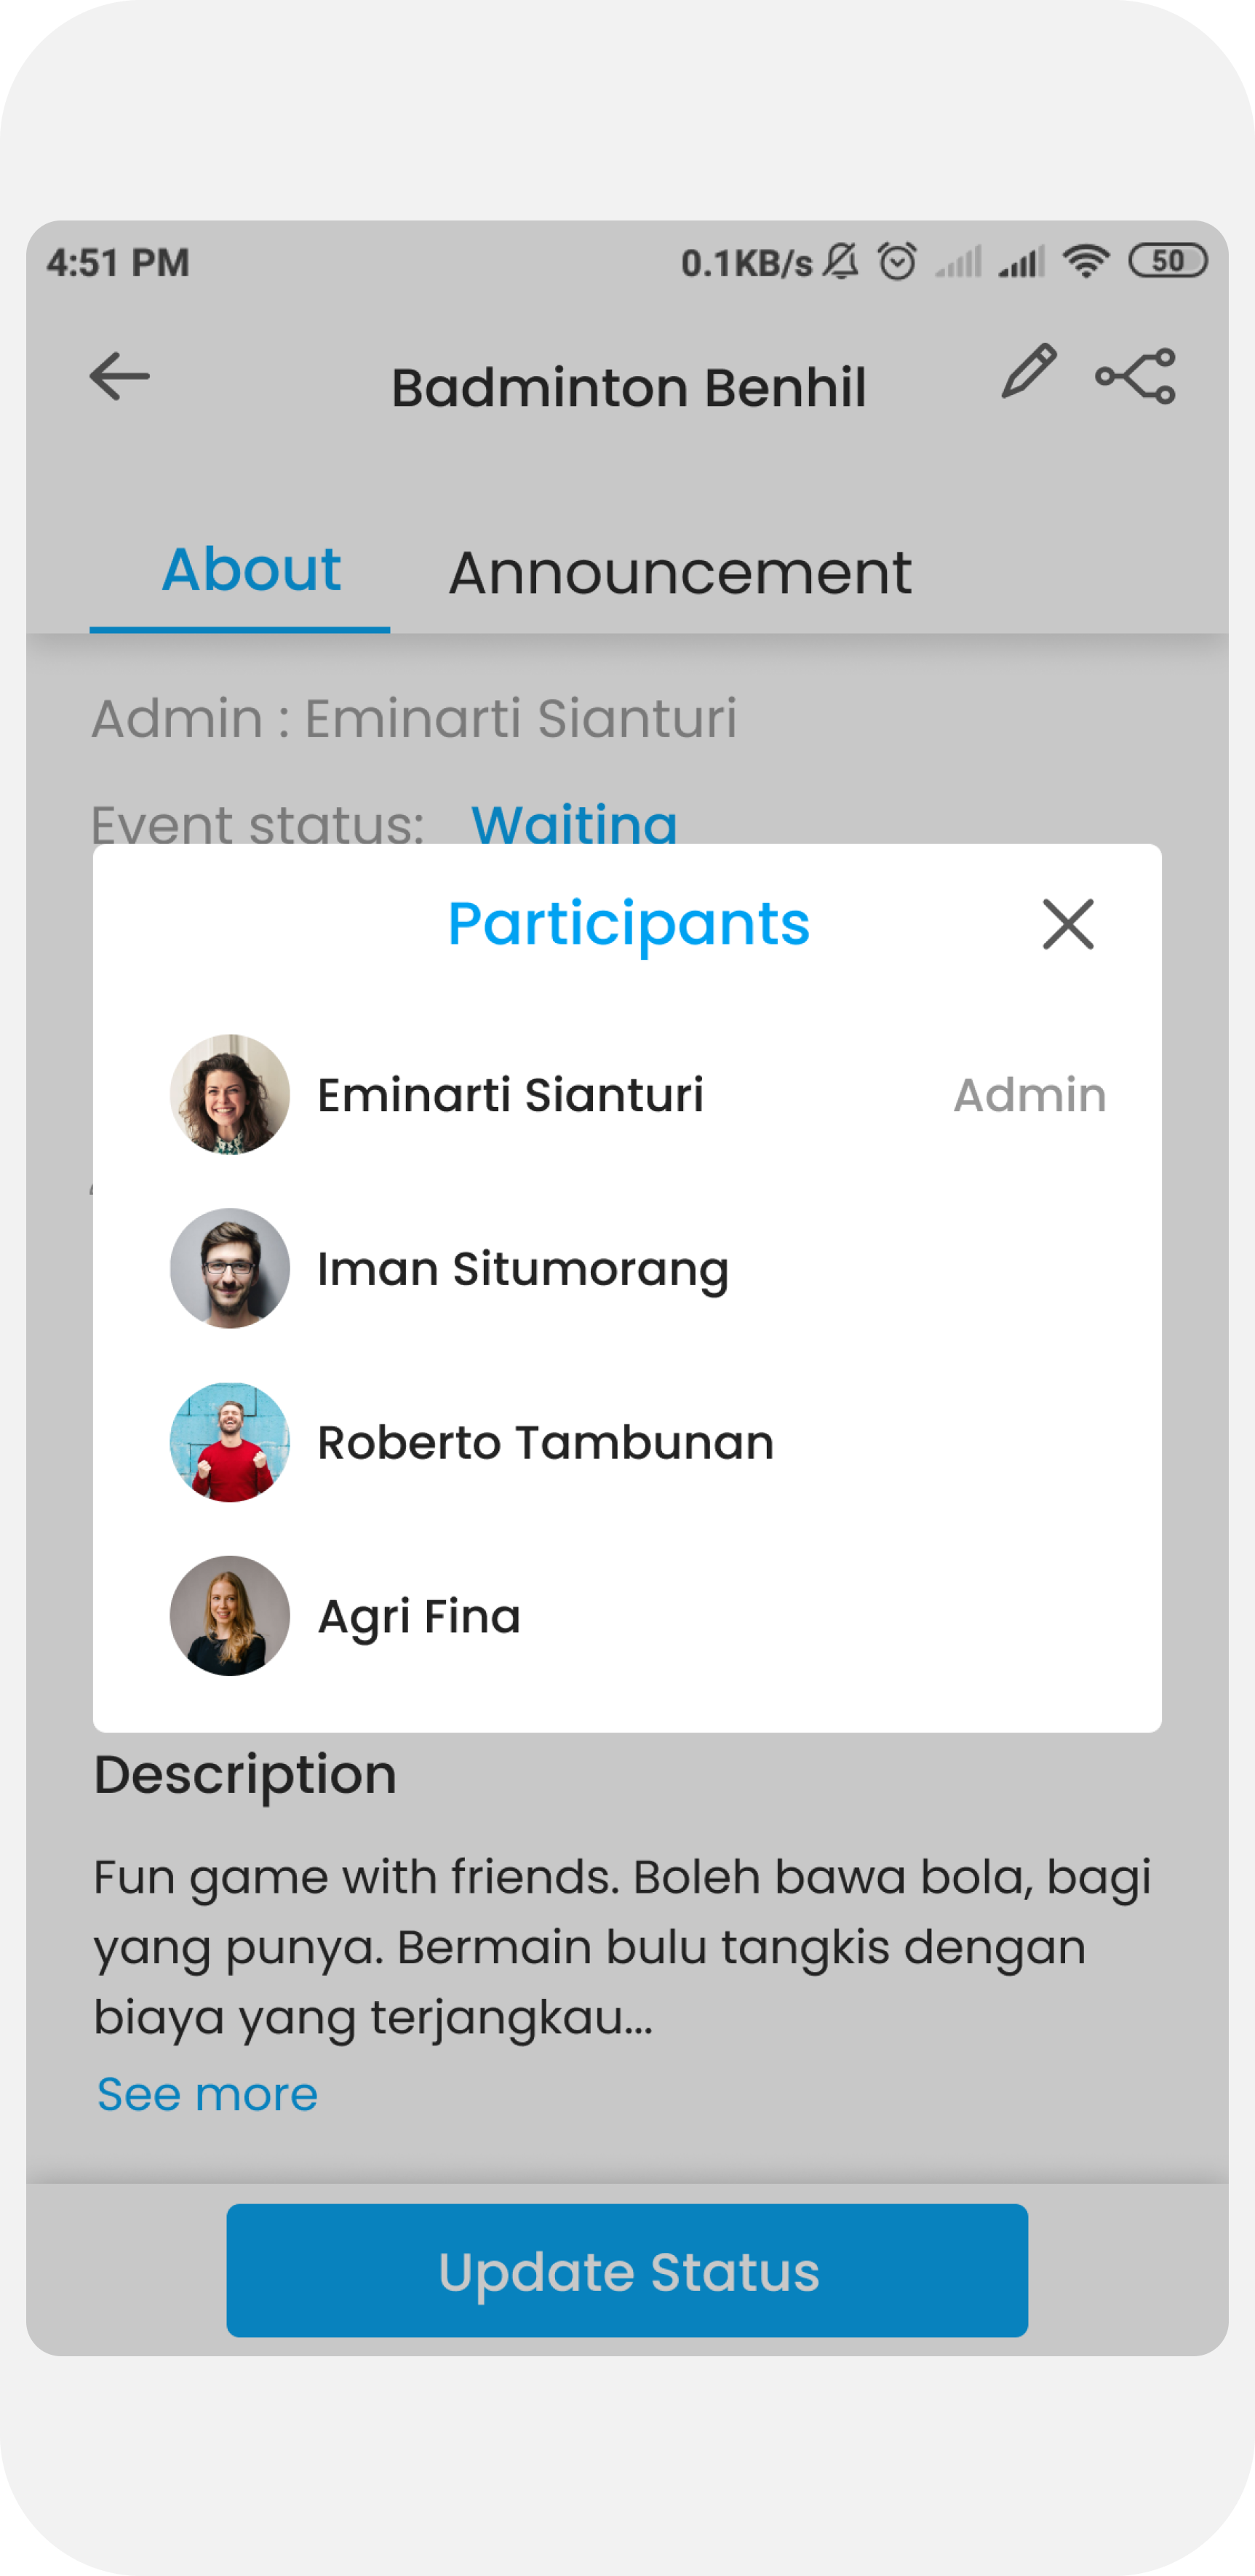 4:51 PM 0.1KB/s 50
Badminton Benhil
About Announcement
Admin : Eminarti Sianturi
Event status: Waiting
Participants
Eminarti Sianturi Admin
Iman Situmorang
Roberto Tambunan
Agri Fina
Description
Fun game with friends. Boleh bawa bola, bagi
yang punya. Bermain bulu tangkis dengan
biaya yang terjangkau...
See more
Update Status